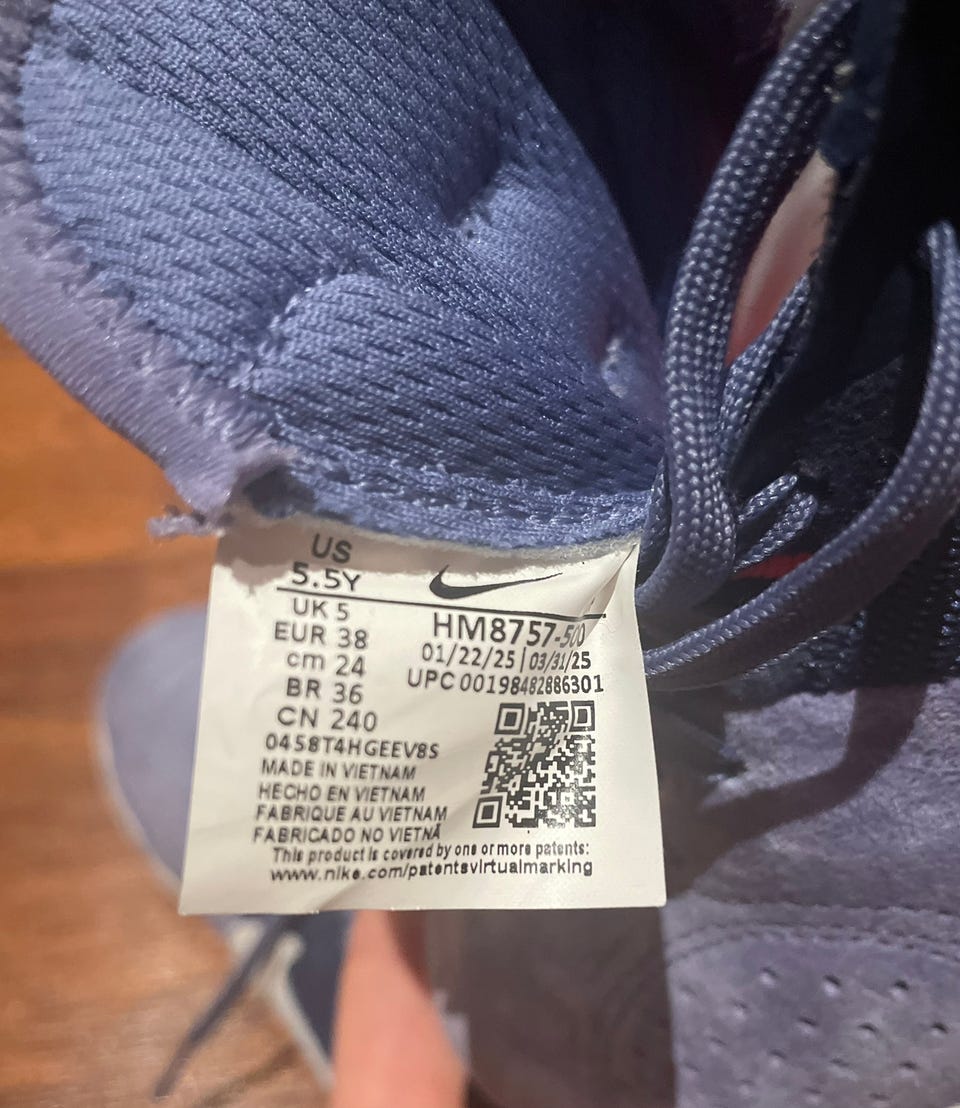 US
5.5Y
UK 5
EUR 38
cm 24
BR 36
CN 240
HM8757-500
01/22/25 | 03/31/25
UPC 00198482886301
0458T4HGEEV8S
MADE IN VIETNAM
HECHO EN VIETNAM
FABRIQUE AU VIETNAM
FABRICADO NO VIETNÃ
This product is covered by one or more patents:
www.nike.com/patentsvirtualmarking